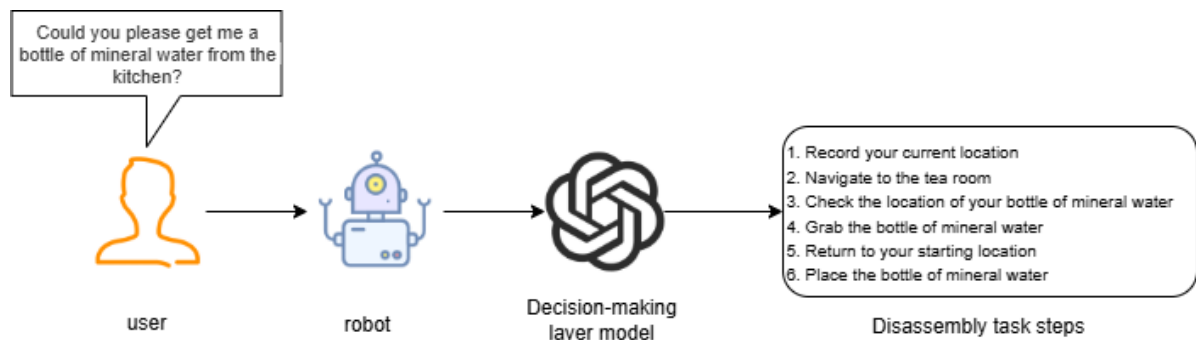 Could you please get me a
bottle of mineral water from the
kitchen?
1. Record your current location
2. Navigate to the tea room
3. Check the location of your bottle of mineral water
4. Grab the bottle of mineral water
5. Return to your starting location
6. Place the bottle of mineral water
user
robot
Decision-making
laver model
Disassembly task steps